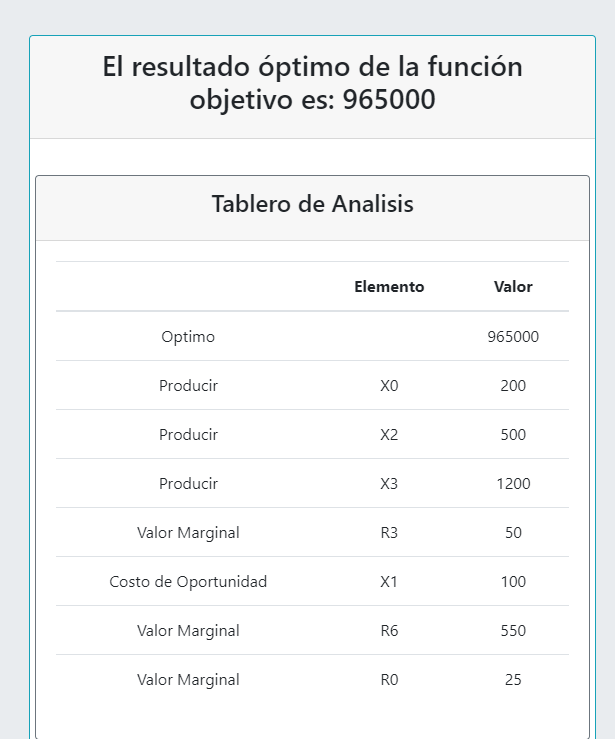 El resultado óptimo de la función
objetivo es: 965000
Tablero de Analisis
Elemento Valor
Optimo 965000
Producir X0 200
Producir X2 500
Producir X3 1200
Valor Marginal R3 50
Costo de Oportunidad X1 100
Valor Marginal R6 550
Valor Marginal R0 25